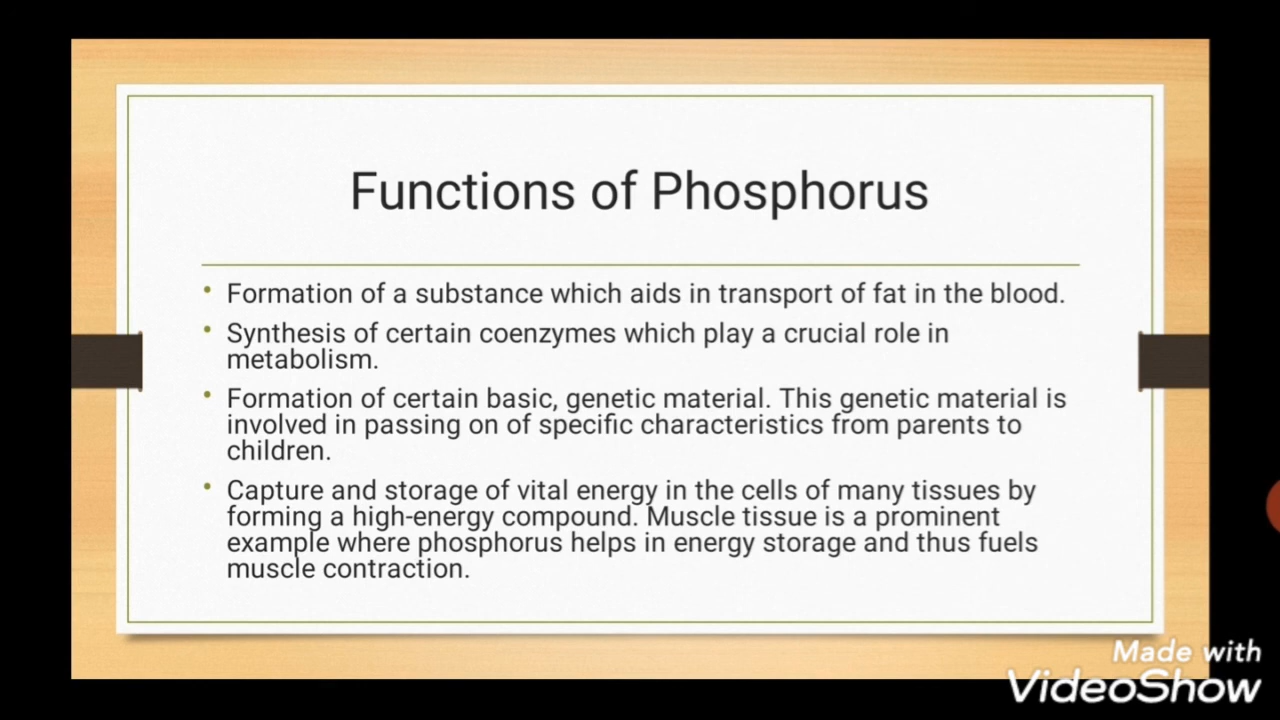 Functions of Phosphorus
• Formation of a substance which aids in transport of fat in the blood.
• Synthesis of certain coenzymes which play a crucial role in
metabolism.
• Formation of certain basic, genetic material. This genetic material is
involved in passing on of specific characteristics from parents to
children.
• Capture and storage of vital energy in the cells of many tissues by
forming a high-energy compound. Muscle tissue is a prominent
example where phosphorus helps in energy storage and thus fuels
muscle contraction.
Made with
VideoShow